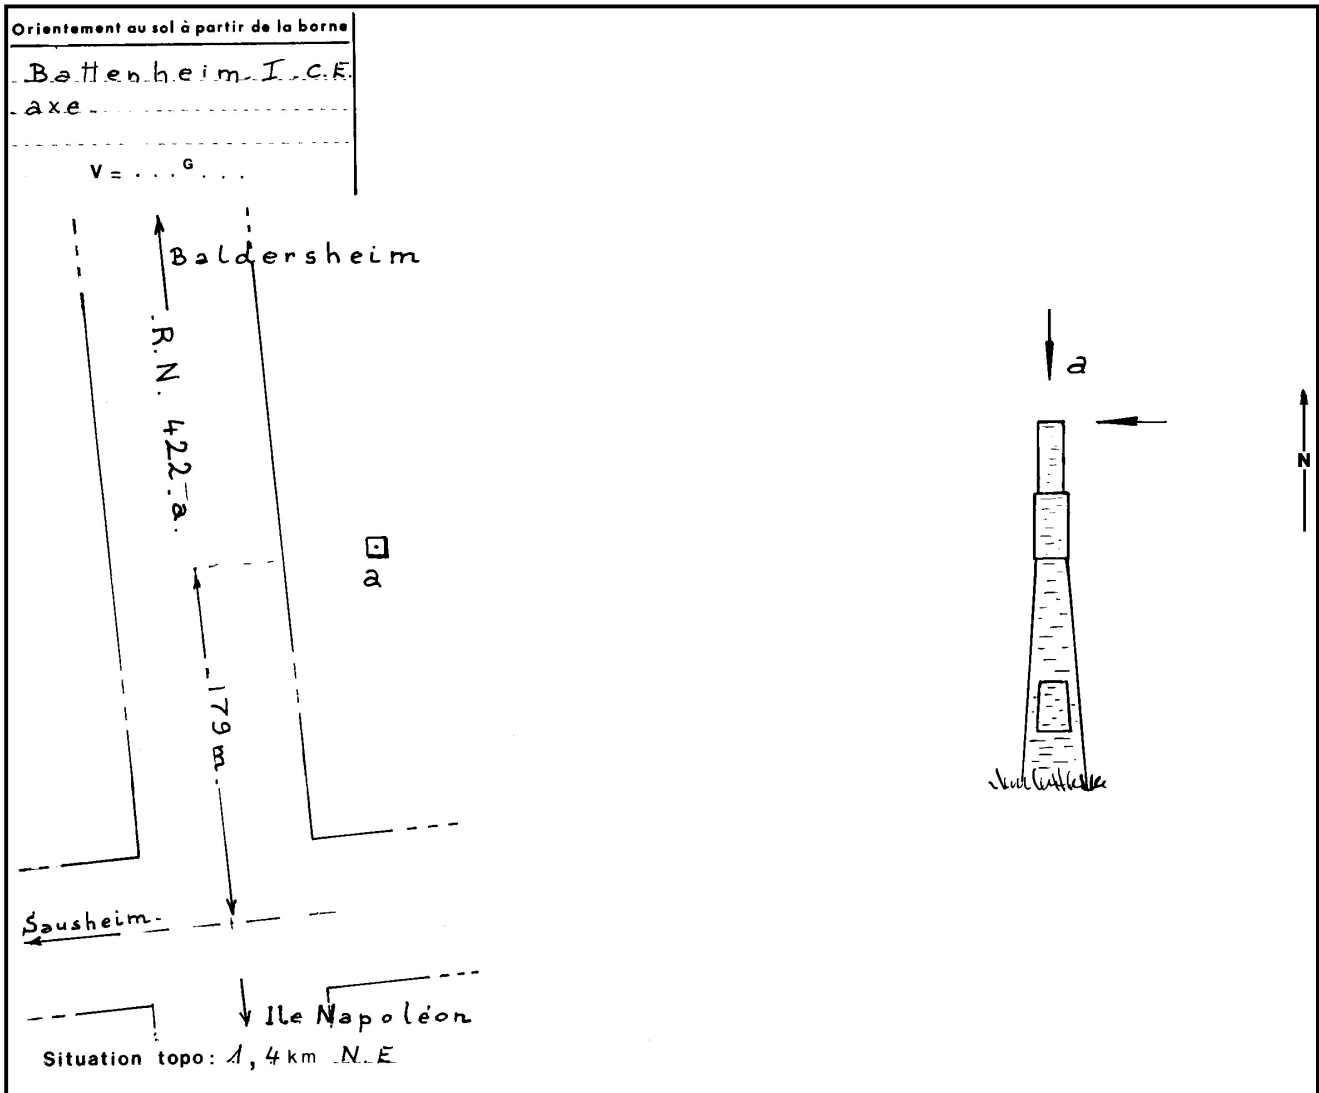 Orientement au sol à partir de la borne
Battenheim I. C.E.
axe
V = . . . G . . .
Baldersheim
R.N. 422.a.
a
179 m.
Sausheim.
Ile Napoléon
Situation topo: 1,4 km N.E
a
N